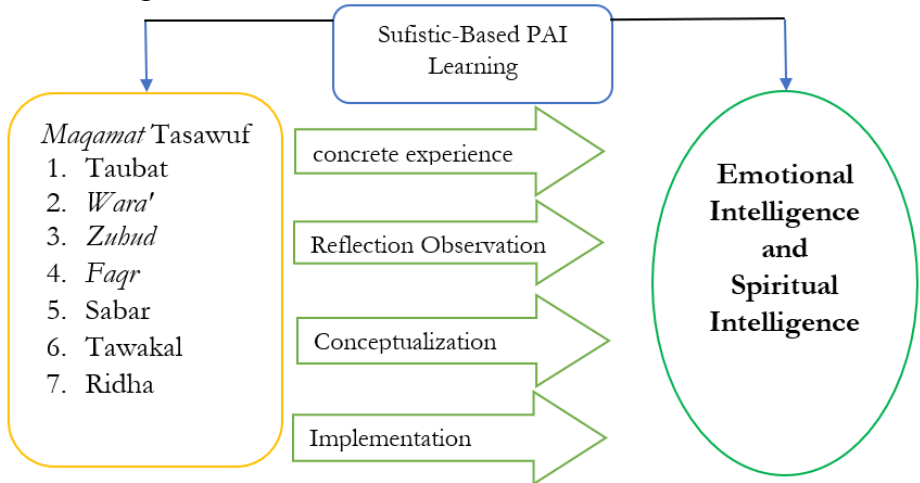 Sufistic-Based PAI
Learning
Maqamat Tasawuf
1. Taubat
2. Wara'
3. Zuhud
4. Faqr
5. Sabar
6. Tawakal
7. Ridha
concrete experience
Reflection Observation
Conceptualization
Implementation
Emotional
Intelligence
and
Spiritual
Intelligence